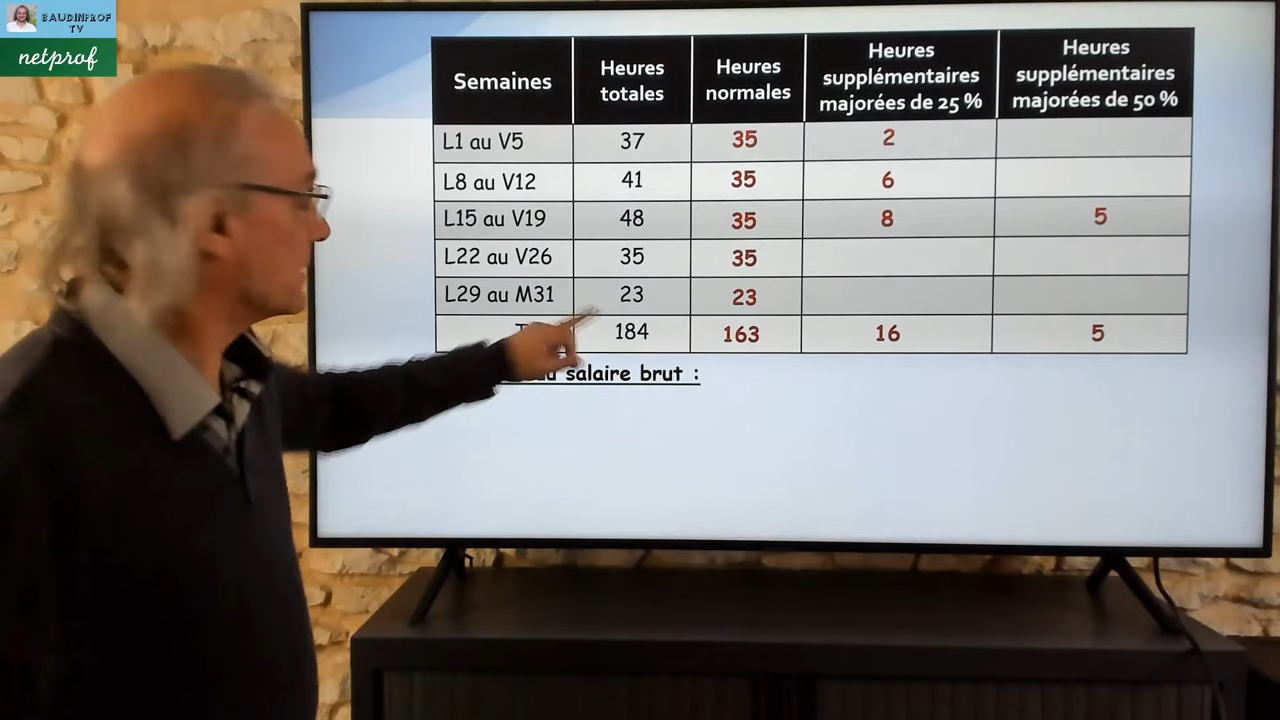 BAUDINPROF
TV
netprof
Semaines
Heures
totales
Heures
normales
Heures
supplémentaires
majorées de 25 %
Heures
supplémentaires
majorées de 50 %
L1 au V5 37 35 2
L8 au V12 41 35 6
L15 au V19 48 35 8 5
L22 au V26 35 35
L29 au M31 23 23
184 163 16 5
salaire brut :